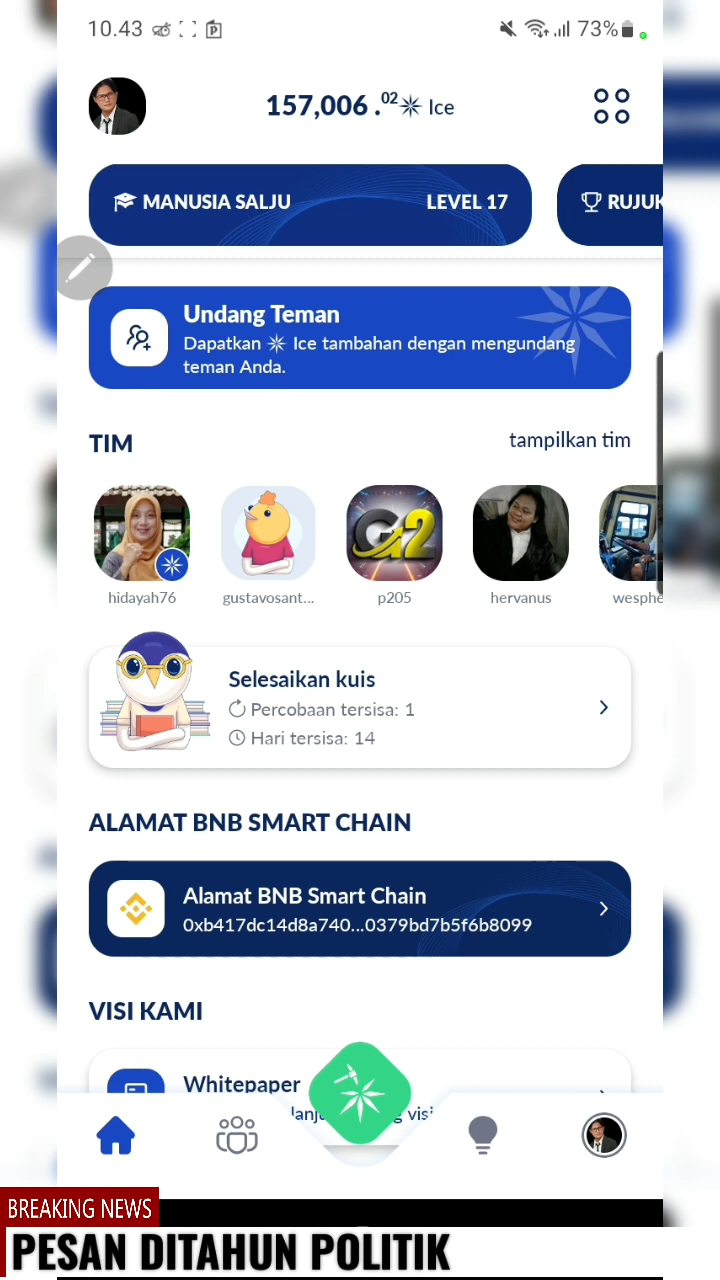 10.43 73%
157,006 .02 Ice
MANUSIA SALJU LEVEL 17
Undang Teman
Dapatkan Ice tambahan dengan mengundang
teman Anda.
TIM tampilkan tim
G2
hidayah76 gustavosant... p205 hervanus wesphe
Selesaikan kuis
Percobaan tersisa: 1
Hari tersisa: 14
ALAMAT BNB SMART CHAIN
Alamat BNB Smart Chain
0xb417dc14d8a740...0379bd7b5f6b8099
VISI KAMI
Whitepaper
BREAKING NEWS
PESAN DITAHUN POLITIK